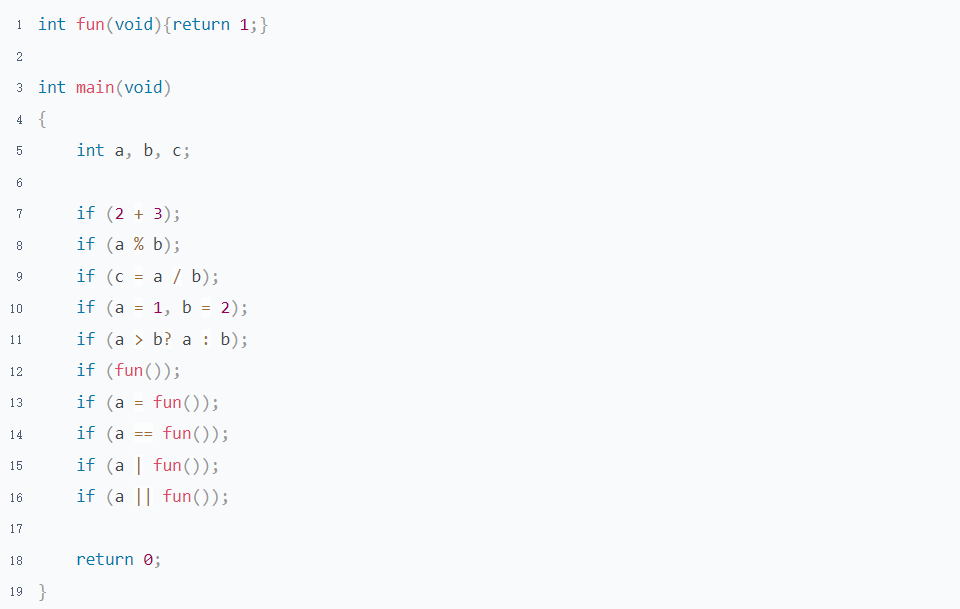 1 int fun(void){return 1;}
2
3 int main(void)
4 {
5     int a, b, c;
6
7     if (2 + 3);
8     if (a % b);
9     if (c = a / b);
10     if (a = 1, b = 2);
11     if (a > b? a : b);
12     if (fun());
13     if (a = fun());
14     if (a == fun());
15     if (a | fun());
16     if (a || fun());
17
18     return 0;
19 }